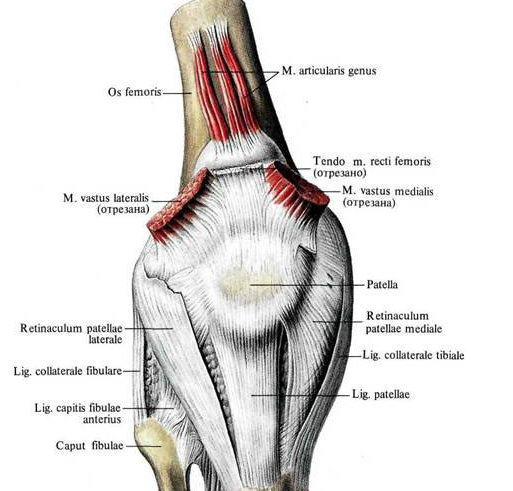 M. articularis genus
Os femoris
Tendo m. recti femoris
(отрезано)
M. vastus lateralis
(отрезана)
M. vastus medialis
(отрезана)
Patella
Retinaculum patellae
laterale
Retinaculum
patellae mediale
Lig. collaterale tibiale
Lig. collaterale fibulare
Lig. patellae
Lig. capitis fibulae
anterius
Caput fibulae